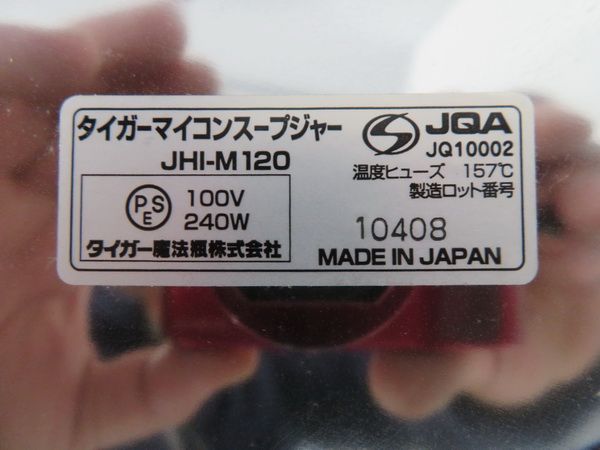 タイガーマイコンスープジャー
JHI-M120
JQA
JQ10002
温度ヒューズ 157℃
製造ロット番号
10408
MADE IN JAPAN
PSE
100V
240W
タイガー魔法瓶株式会社